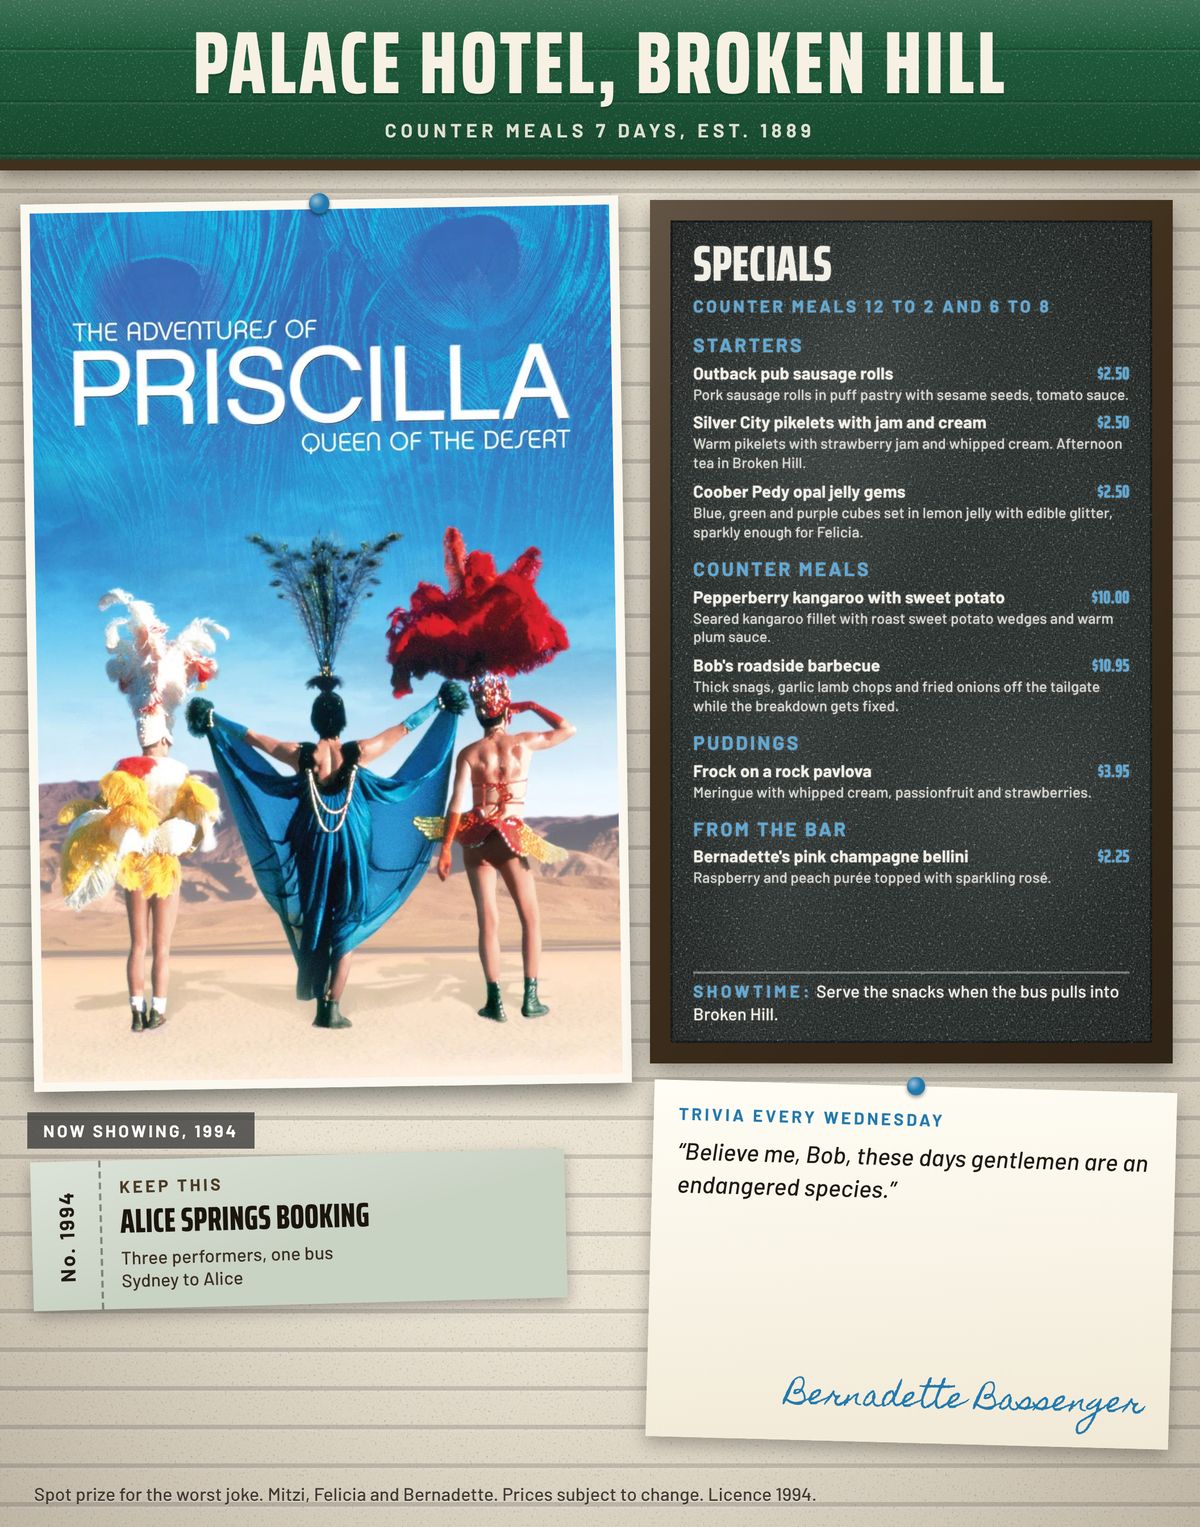 PALACE HOTEL, BROKEN HILL
COUNTER MEALS 7 DAYS, EST. 1889
THE ADVENTURES OF
PRISCILLA
QUEEN OF THE DESERT
SPECIALS
COUNTER MEALS 12 TO 2 AND 6 TO 8
STARTERS
Outback pub sausage rolls $2.50
Pork sausage rolls in puff pastry with sesame seeds, tomato sauce.
Silver City pikelets with jam and cream $2.50
Warm pikelets with strawberry jam and whipped cream. Afternoon
tea in Broken Hill.
Coober Pedy opal jelly gems $2.50
Blue, green and purple cubes set in lemon jelly with edible glitter,
sparkly enough for Felicia.
COUNTER MEALS
Pepperberry kangaroo with sweet potato $10.00
Seared kangaroo fillet with roast sweet potato wedges and warm
plum sauce.
Bob's roadside barbecue $10.95
Thick snags, garlic lamb chops and fried onions off the tailgate
while the breakdown gets fixed.
PUDDINGS
Frock on a rock pavlova $3.95
Meringue with whipped cream, passionfruit and strawberries.
FROM THE BAR
Bernadette's pink champagne bellini $2.25
Raspberry and peach purée topped with sparkling rosé.
SHOWTIME: Serve the snacks when the bus pulls into
Broken Hill.
NOW SHOWING, 1994
No. 1994
KEEP THIS
ALICE SPRINGS BOOKING
Three performers, one bus
Sydney to Alice
TRIVIA EVERY WEDNESDAY
“Believe me, Bob, these days gentlemen are an
endangered species.”
Bernadette Bassenger
Spot prize for the worst joke. Mitzi, Felicia and Bernadette. Prices subject to change. Licence 1994.